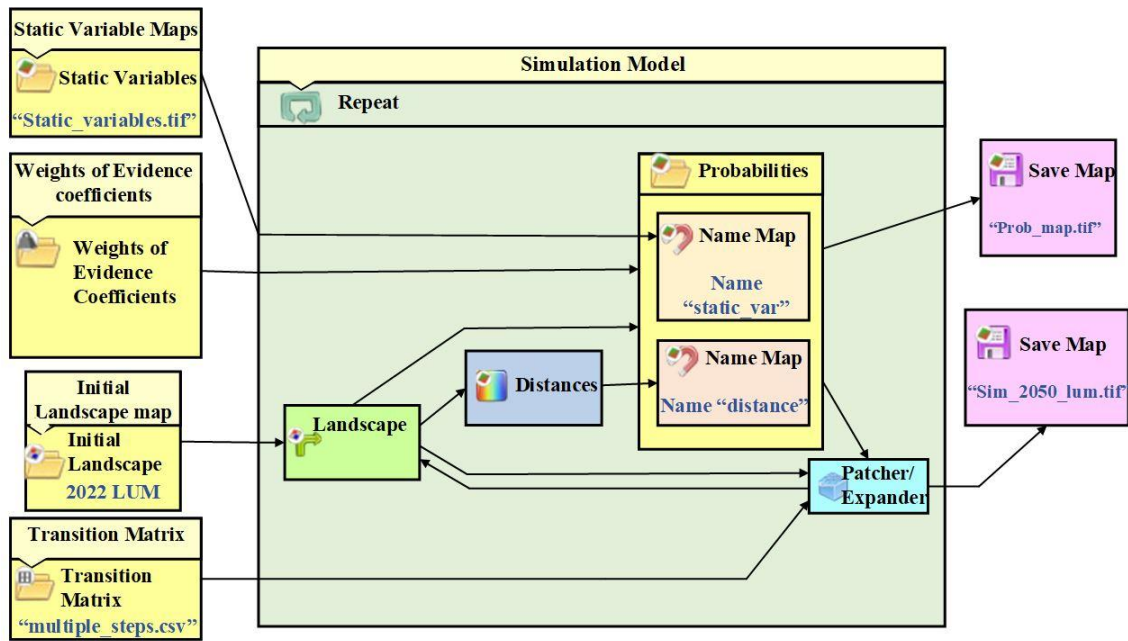 Static Variable Maps
Static Variables
“Static_variables.tif”
Weights of Evidence
coefficients
Weights of
Evidence
Coefficients
Initial
Landscape map
Initial
Landscape
2022 LUM
Transition Matrix
Transition
Matrix
“multiple_steps.csv”
Simulation Model
Repeat
Probabilities
Name Map
Name
“static_var”
Name Map
Name “distance”
Distances
Landscape
Patcher/
Expander
Save Map
“Prob_map.tif”
Save Map
“Sim_2050_lum.tif”